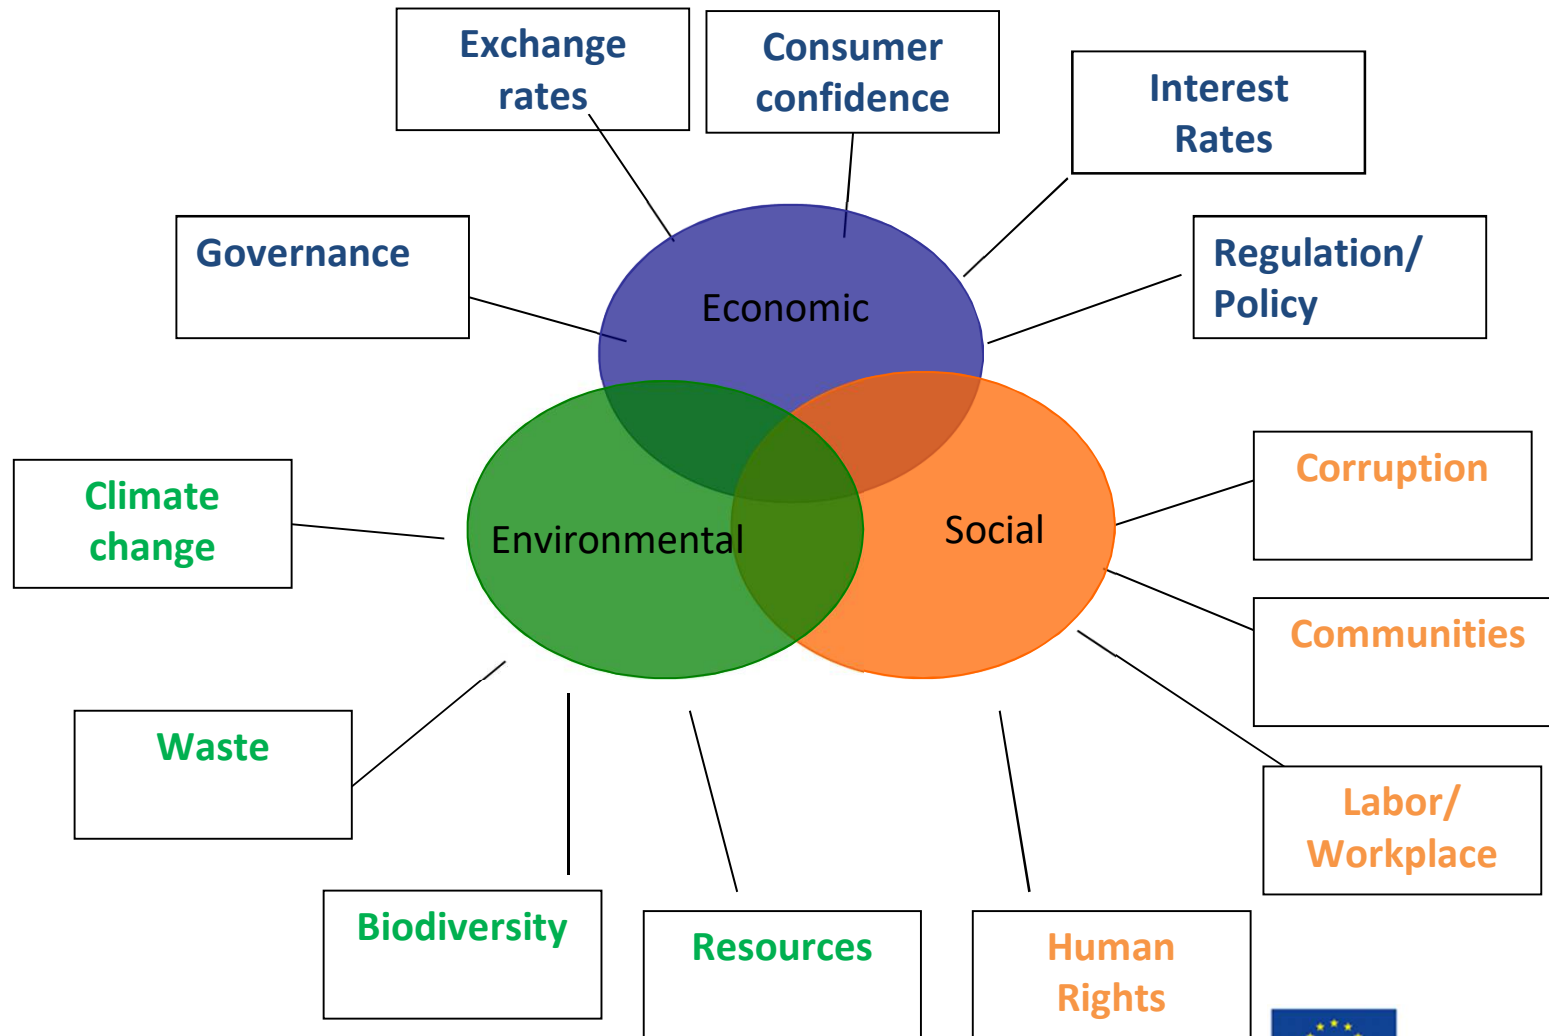 Exchange
rates
Consumer
confidence
Interest
Rates
Governance
Regulation/
Policy
Economic
Climate
change
Environmental
Social
Corruption
Communities
Waste
Labor/
Workplace
Biodiversity
Resources
Human
Rights